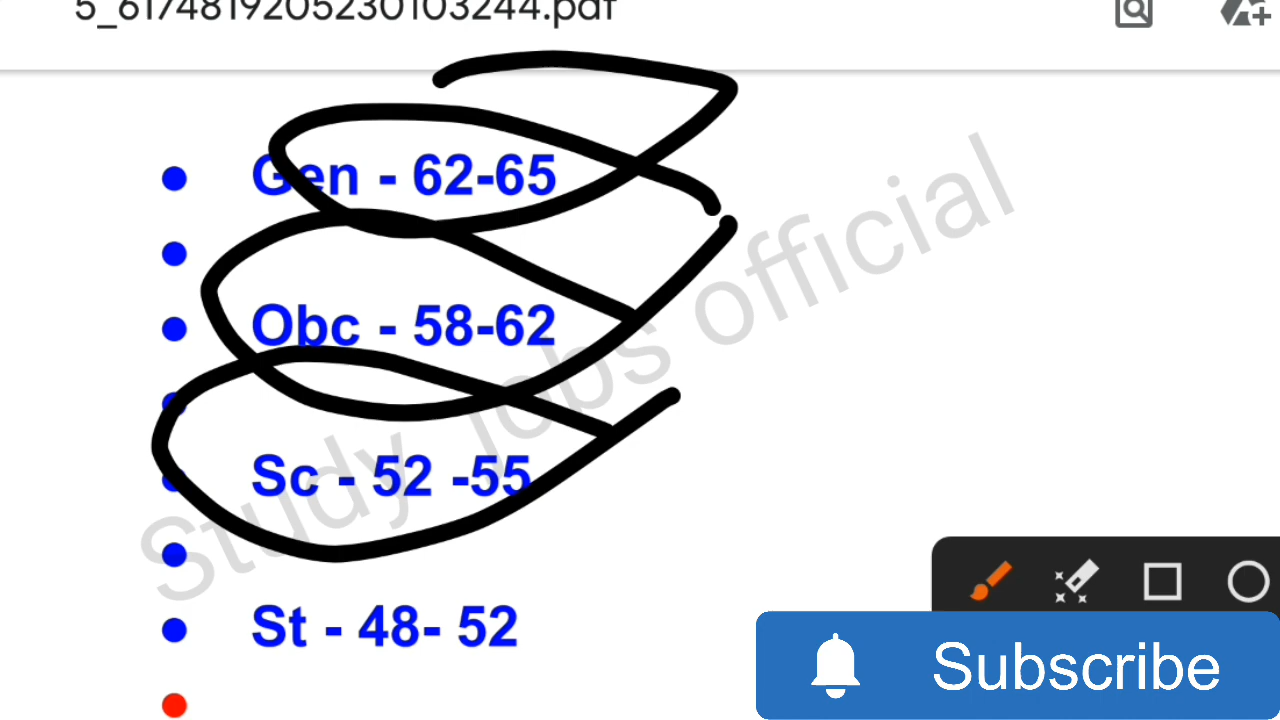 5_6174819205230103244.pdf
Gen - 62-65
Obc - 58-62
Sc - 52 -55
St - 48- 52
Study jobs official
Subscribe